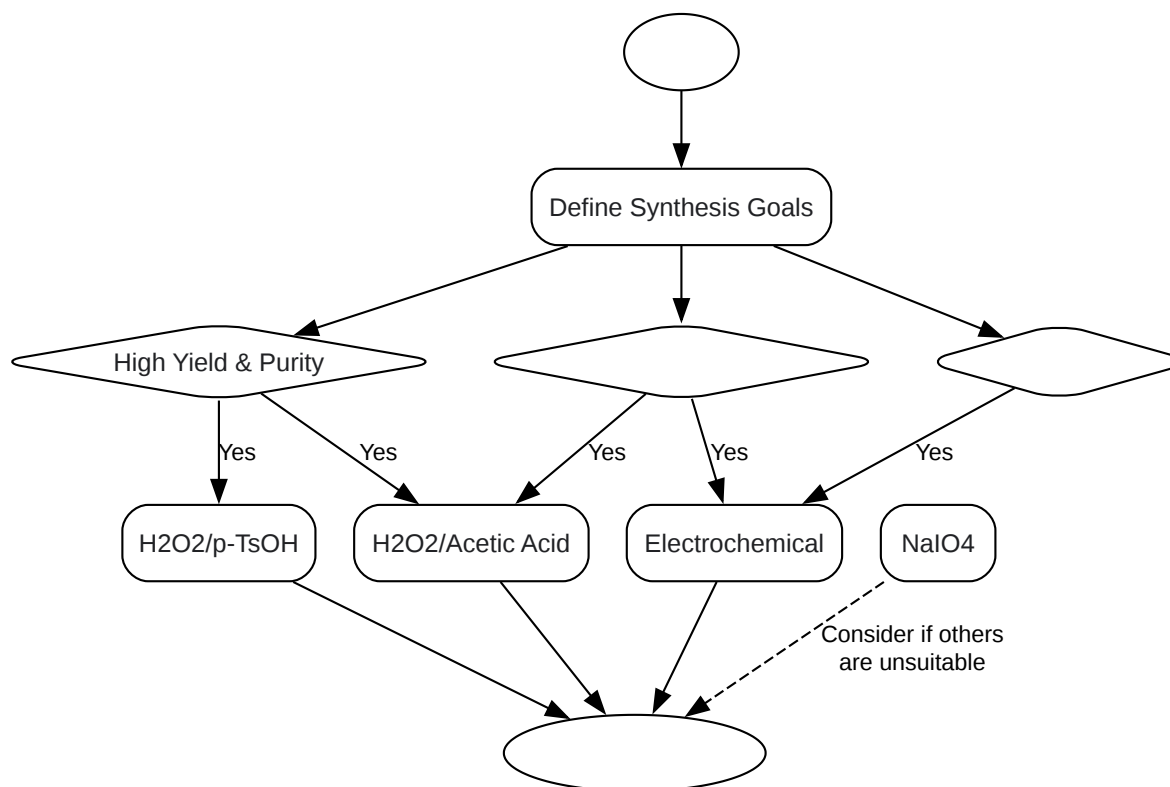 Define Synthesis Goals
High Yield & Purity
Yes
Yes
Yes
Yes
Yes
H2O2/p-TsOH
H2O2/Acetic Acid
Electrochemical
NaIO4
Consider if others
are unsuitable